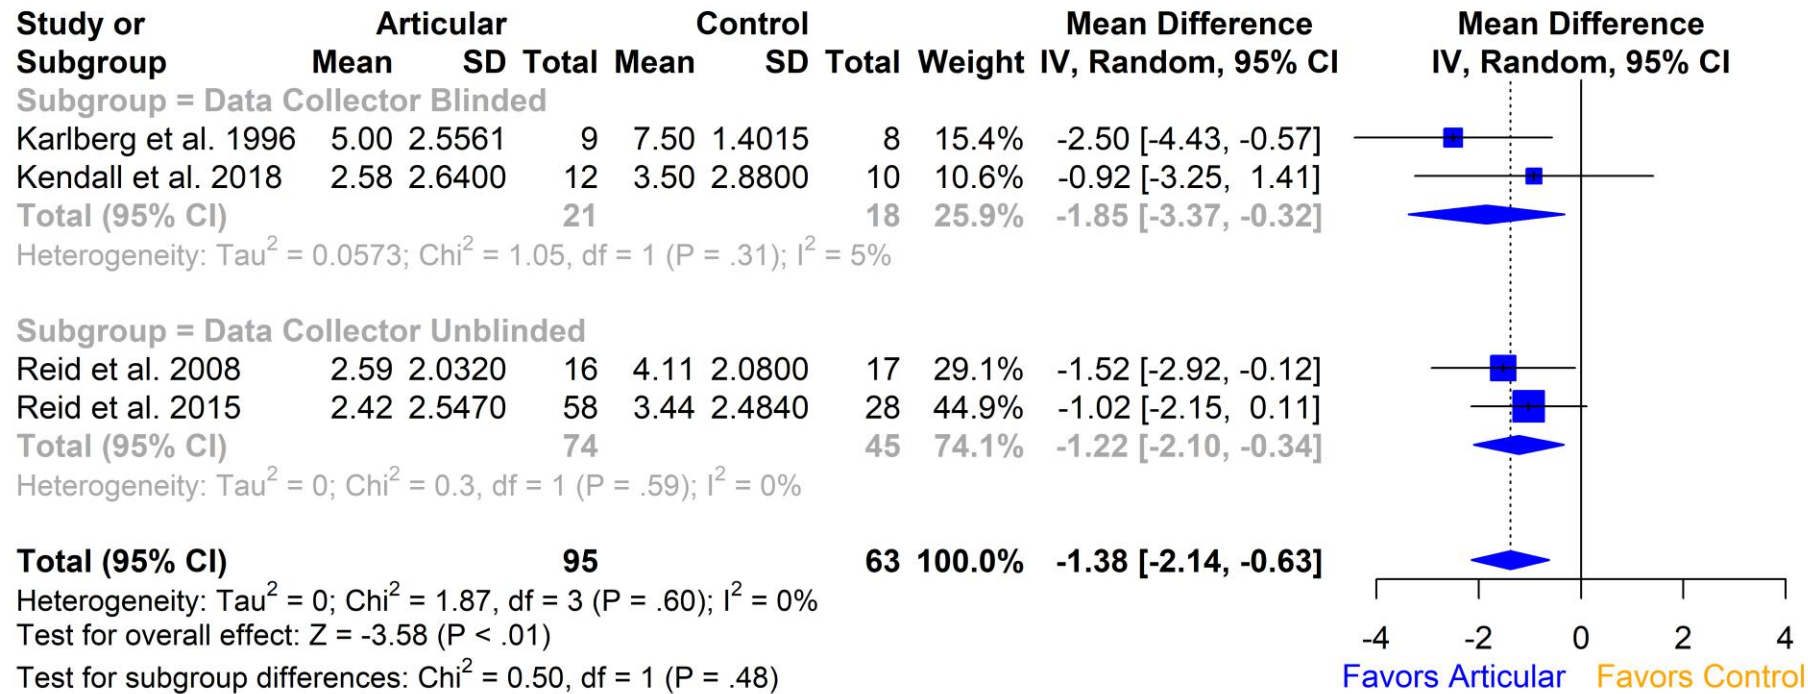 Study or Articular Control Mean Difference Mean Difference
Subgroup Mean SD Total Mean SD Total Weight IV, Random, 95% CI IV, Random, 95% CI
Subgroup = Data Collector Blinded
Karlberg et al. 1996 5.00 2.5561 9 7.50 1.4015 8 15.4% -2.50 [-4.43, -0.57]
Kendall et al. 2018 2.58 2.6400 12 3.50 2.8800 10 10.6% -0.92 [-3.25, 1.41]
Total (95% CI) 21 18 25.9% -1.85 [-3.37, -0.32]
Heterogeneity: Tau² = 0.0573; Chi² = 1.05, df = 1 (P = .31); I² = 5%
Subgroup = Data Collector Unblinded
Reid et al. 2008 2.59 2.0320 16 4.11 2.0800 17 29.1% -1.52 [-2.92, -0.12]
Reid et al. 2015 2.42 2.5470 58 3.44 2.4840 28 44.9% -1.02 [-2.15, 0.11]
Total (95% CI) 74 45 74.1% -1.22 [-2.10, -0.34]
Heterogeneity: Tau² = 0; Chi² = 0.3, df = 1 (P = .59); I² = 0%
Total (95% CI) 95 63 100.0% -1.38 [-2.14, -0.63]
Heterogeneity: Tau² = 0; Chi² = 1.87, df = 3 (P = .60); I² = 0%
Test for overall effect: Z = -3.58 (P < .01)
Test for subgroup differences: Chi² = 0.50, df = 1 (P = .48)
-4 -2 0 2 4
Favors Articular Favors Control